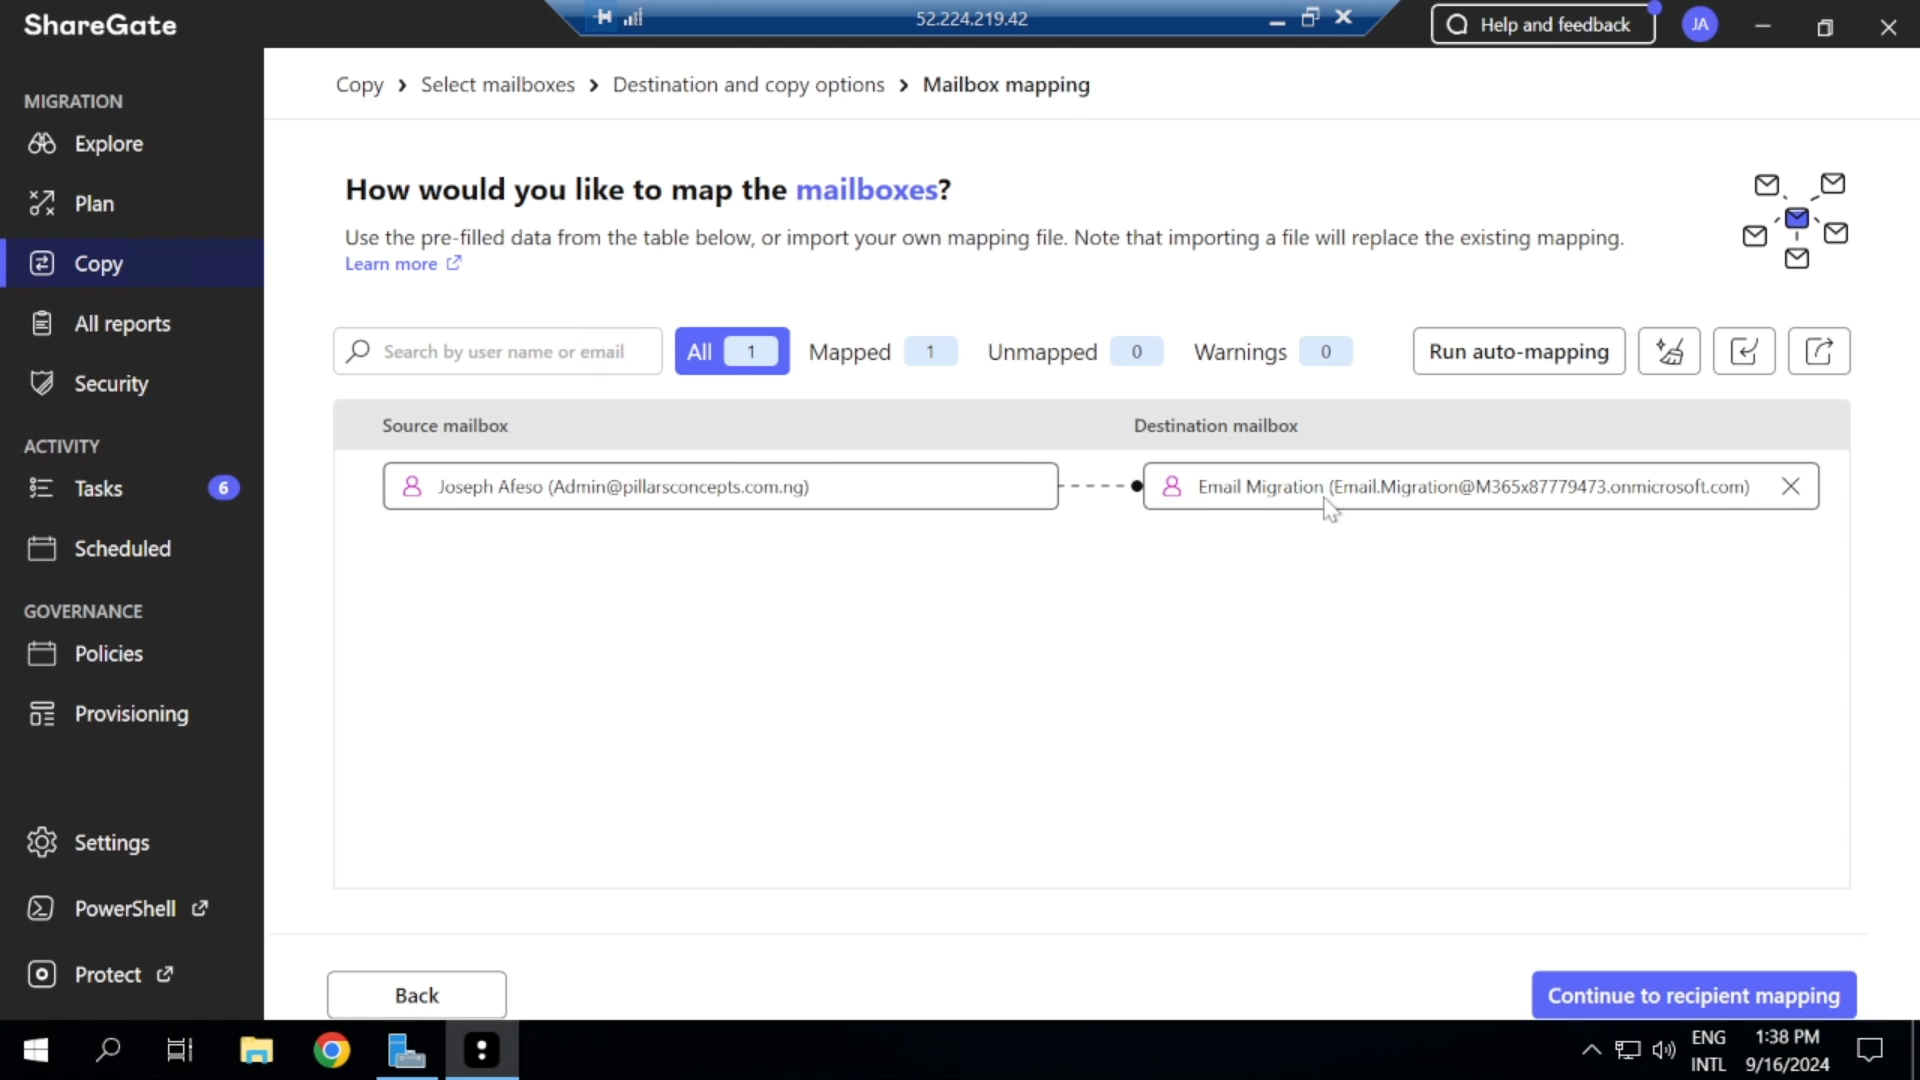 ShareGate
52.224.219.42
Help and feedback
JA
MIGRATION
Explore
Plan
Copy
All reports
Security
ACTIVITY
Tasks 6
Scheduled
GOVERNANCE
Policies
Provisioning
Settings
PowerShell
Protect
Copy > Select mailboxes > Destination and copy options > Mailbox mapping
How would you like to map the mailboxes?
Use the pre-filled data from the table below, or import your own mapping file. Note that importing a file will replace the existing mapping.
Learn more
Search by user name or email
All 1
Mapped 1
Unmapped 0
Warnings 0
Run auto-mapping
Source mailbox
Destination mailbox
Joseph Afeso (Admin@pillarsconcepts.com.ng)
Email Migration (Email.Migration@M365x87779473.onmicrosoft.com)
Back
Continue to recipient mapping
ENG
INTL
1:38 PM
9/16/2024